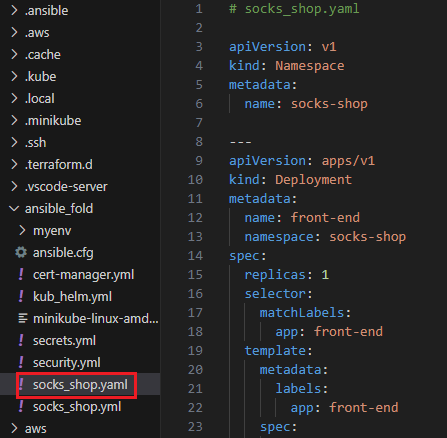 .ansible
.aws
.cache
.kube
.local
.minikube
.ssh
.terraform.d
.vscode-server
ansible_fold
myenv
ansible.cfg
cert-manager.yml
kub_helm.yml
minikube-linux-amd...
secrets.yml
security.yml
socks_shop.yaml
socks_shop.yml
aws
1 # socks_shop.yaml
2
3 apiVersion: v1
4 kind: Namespace
5 metadata:
6   name: socks-shop
7
8 ---
9 apiVersion: apps/v1
10 kind: Deployment
11 metadata:
12   name: front-end
13   namespace: socks-shop
14 spec:
15   replicas: 1
16   selector:
17     matchLabels:
18       app: front-end
19   template:
20     metadata:
21       labels:
22         app: front-end
23     spec: